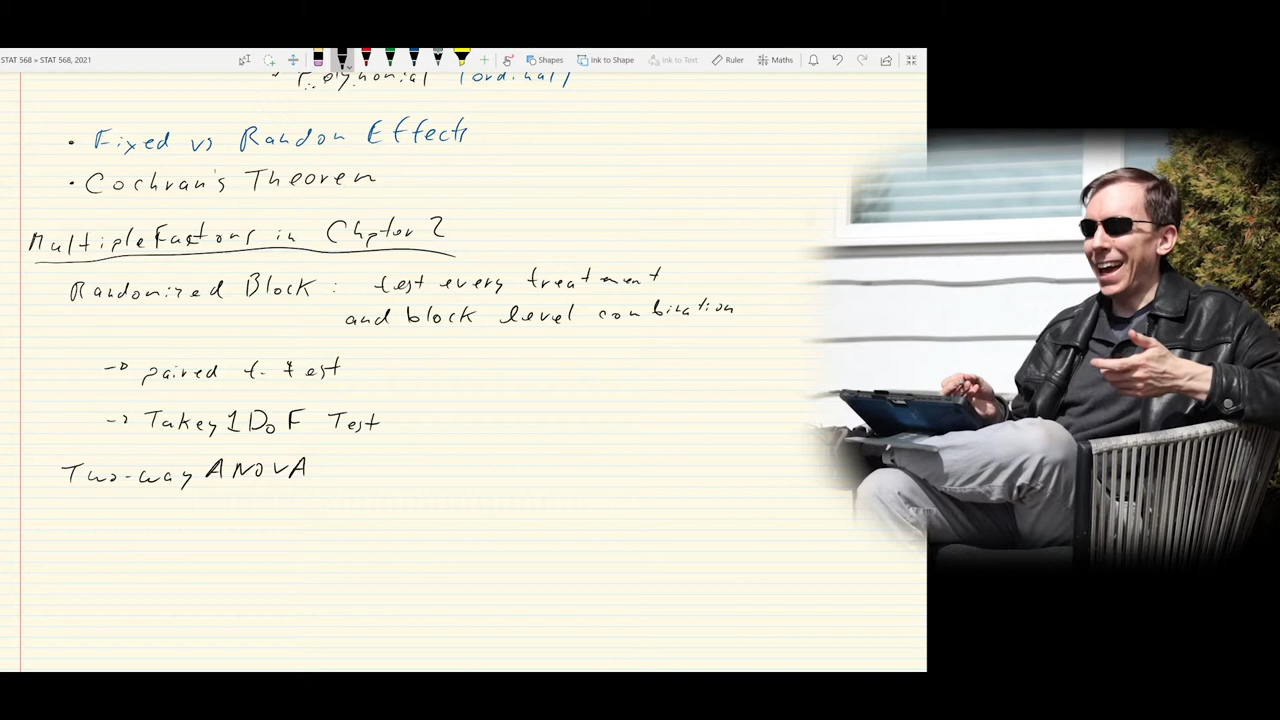 STAT 568 » STAT 568, 2021
Shapes
Ink to Shape
Ink to Text
Ruler
Maths
Polynomial (ordinal)
• Fixed vs Random Effects
• Cochran's Theorem
Multiple Factors in Chptor 2
Randomized Block : test every treatment
and block level combination
→ paired t-test
→ Takey 1 DoF Test
Two-way ANOVA